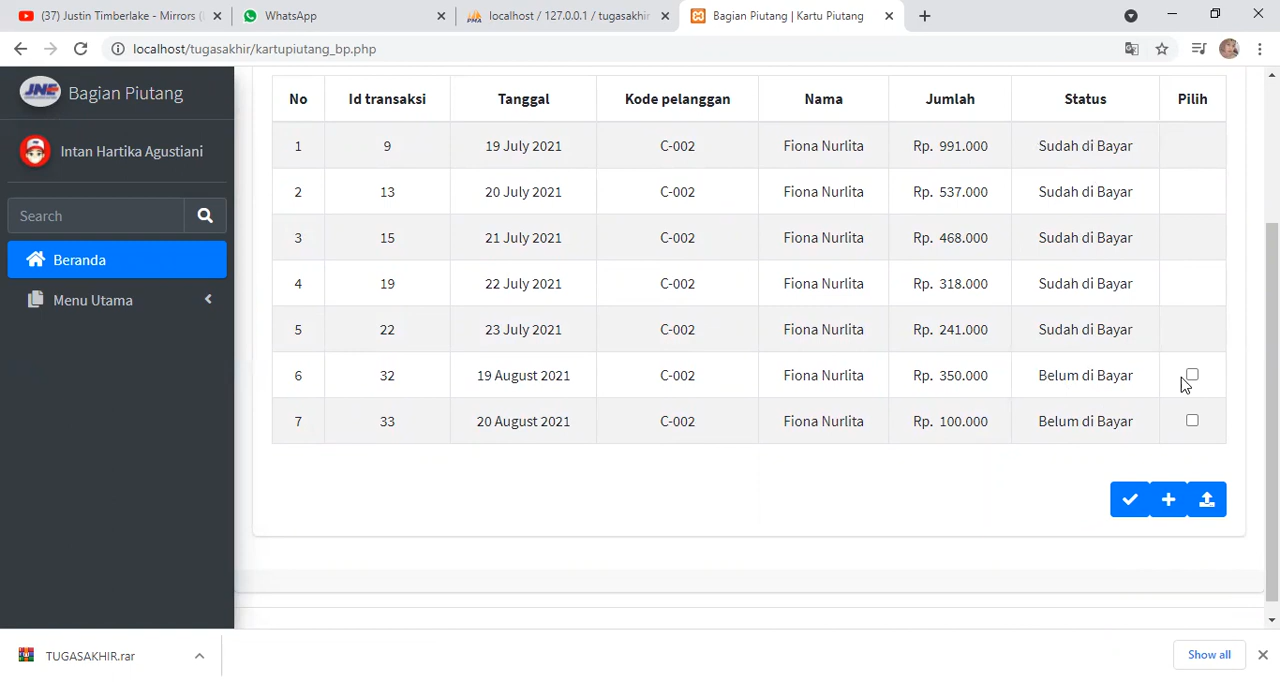 (37) Justin Timberlake - Mirrors (
WhatsApp
localhost / 127.0.0.1 / tugasakhir
Bagian Piutang | Kartu Piutang
localhost/tugasakhir/kartupiutang_bp.php
JNE Bagian Piutang
Intan Hartika Agustiani
Search
Beranda
Menu Utama
No Id transaksi Tanggal Kode pelanggan Nama Jumlah Status Pilih
1 9 19 July 2021 C-002 Fiona Nurlita Rp. 991.000 Sudah di Bayar
2 13 20 July 2021 C-002 Fiona Nurlita Rp. 537.000 Sudah di Bayar
3 15 21 July 2021 C-002 Fiona Nurlita Rp. 468.000 Sudah di Bayar
4 19 22 July 2021 C-002 Fiona Nurlita Rp. 318.000 Sudah di Bayar
5 22 23 July 2021 C-002 Fiona Nurlita Rp. 241.000 Sudah di Bayar
6 32 19 August 2021 C-002 Fiona Nurlita Rp. 350.000 Belum di Bayar
7 33 20 August 2021 C-002 Fiona Nurlita Rp. 100.000 Belum di Bayar
TUGASAKHIR.rar
Show all